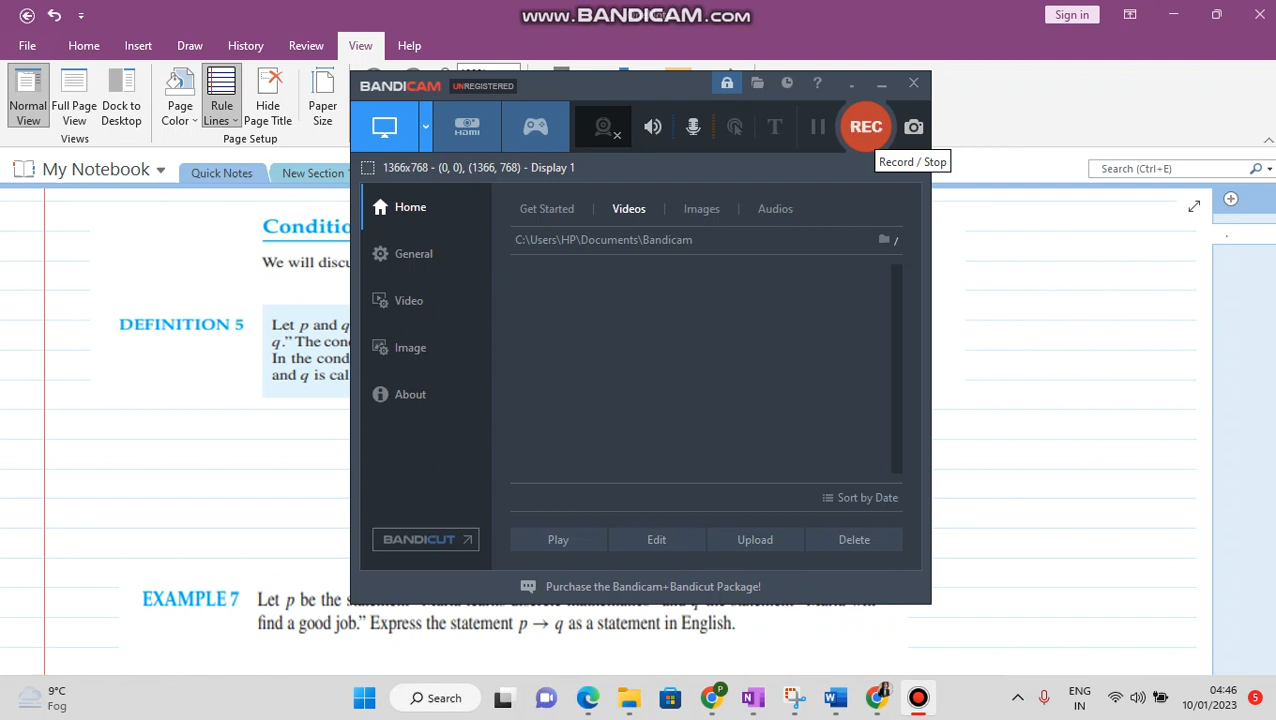 www.BANDICAM.com
Sign in
File
Home
Insert
Draw
History
Review
View
Help
Normal View
Full Page View
Dock to Desktop
Page Color
Rule Lines
Hide Page Title
Paper Size
Views
Page Setup
BANDICAM
UNREGISTERED
HDMI
REC
Record / Stop
1366x768 - (0, 0), (1366, 768) - Display 1
My Notebook
Quick Notes
New Section
Search (Ctrl+E)
Home
General
Video
Image
About
BANDICUT
Get Started
Videos
Images
Audios
C:\Users\HP\Documents\Bandicam
/
Sort by Date
Play
Edit
Upload
Delete
Purchase the Bandicam+Bandicut Package!
We will
DEFINITION 5
Let p and q
q.” The
In the
and q is
EXAMPLE 7
Let p be the
find a good job.” Express the statement p → q as a statement in English.
9°C
Fog
Search
ENG
IN
04:46
10/01/2023
5